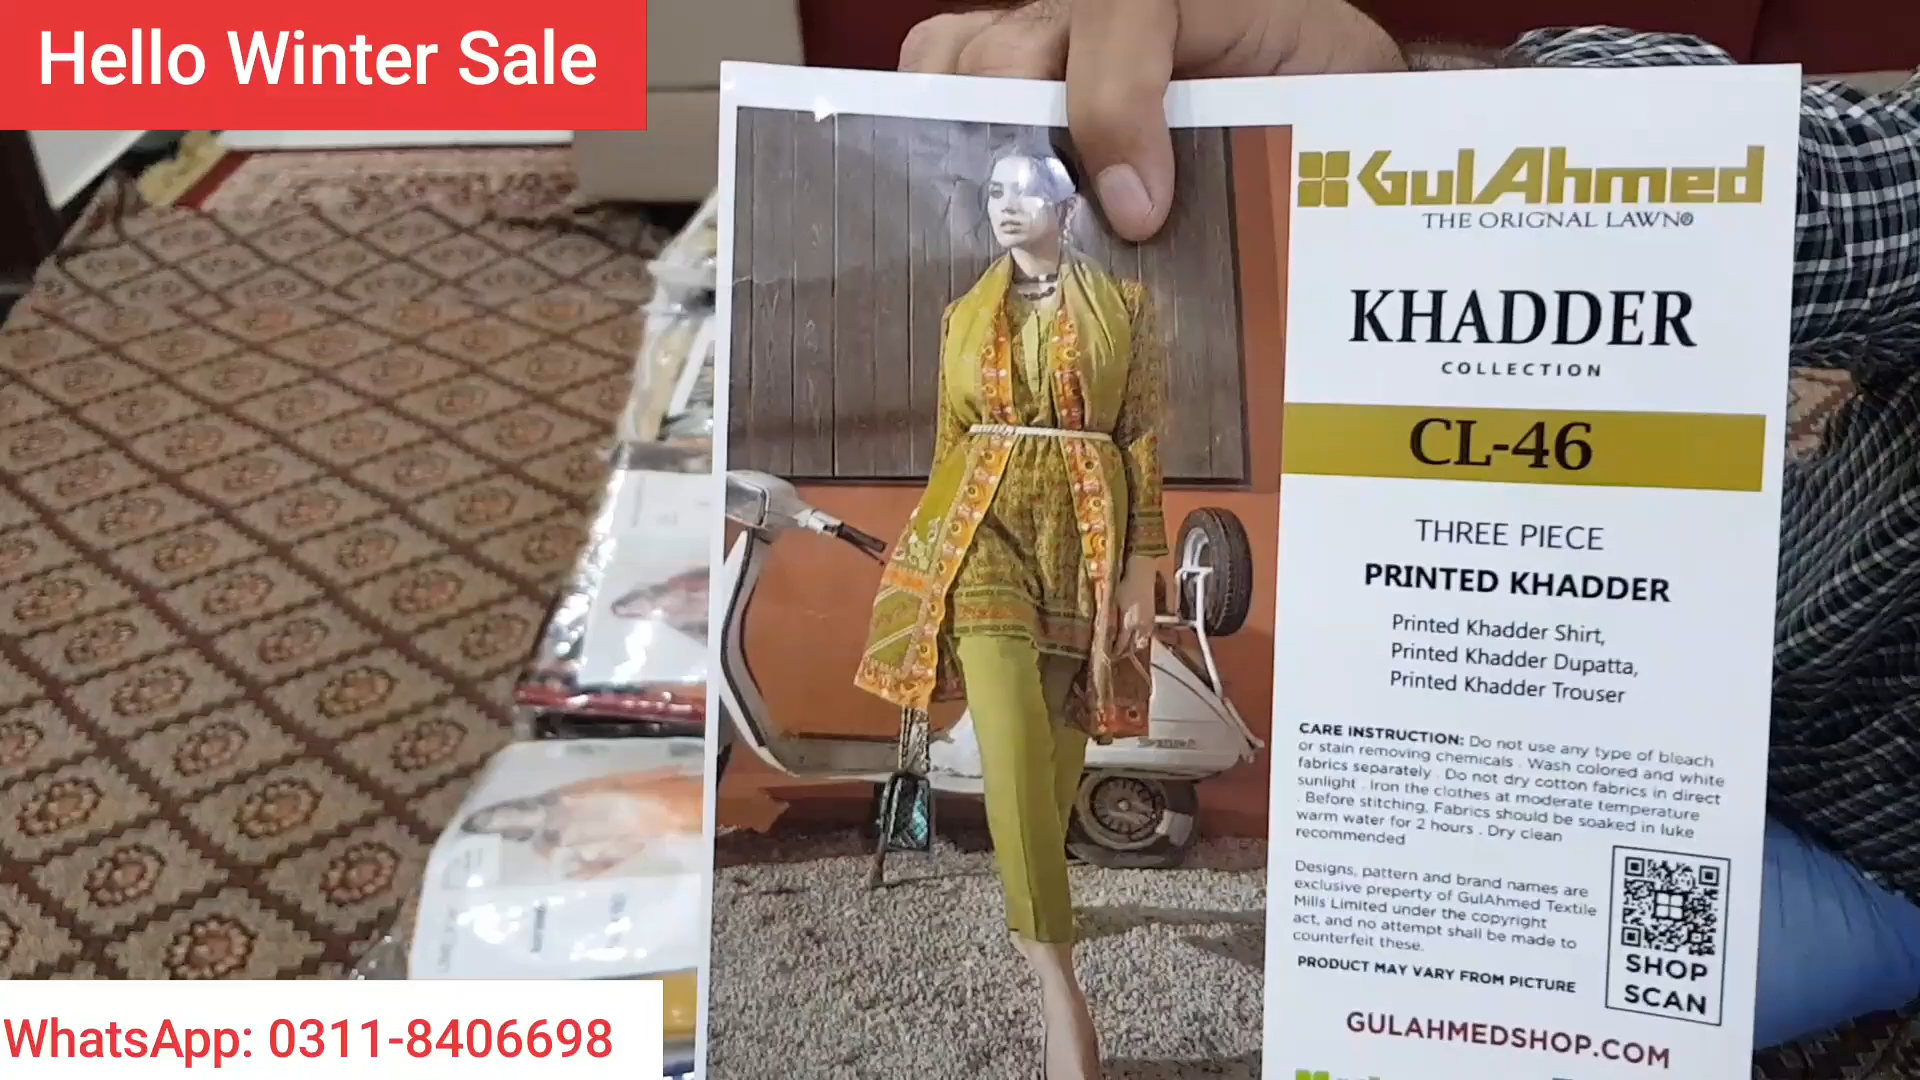 Hello Winter Sale
GulAhmed
THE ORIGNAL LAWN®
KHADDER
COLLECTION
CL-46
THREE PIECE
PRINTED KHADDER
Printed Khadder Shirt,
Printed Khadder Dupatta,
Printed Khadder Trouser
CARE INSTRUCTION: Do not use any type of bleach
or stain removing chemicals . Wash colored and white
fabrics separately . Do not dry cotton fabrics in direct
sunlight . Iron the clothes at moderate temperature
. Before stitching, Fabrics should be soaked in luke
warm water for 2 hours . Dry clean
recommended
Designs, pattern and brand names are
exclusive preperty of GulAhmed Textile
Mills Limited under the copyright
act, and no attempt shall be made to
counterfeit these.
PRODUCT MAY VARY FROM PICTURE
SHOP
SCAN
GULAHMEDSHOP.COM
WhatsApp: 0311-8406698